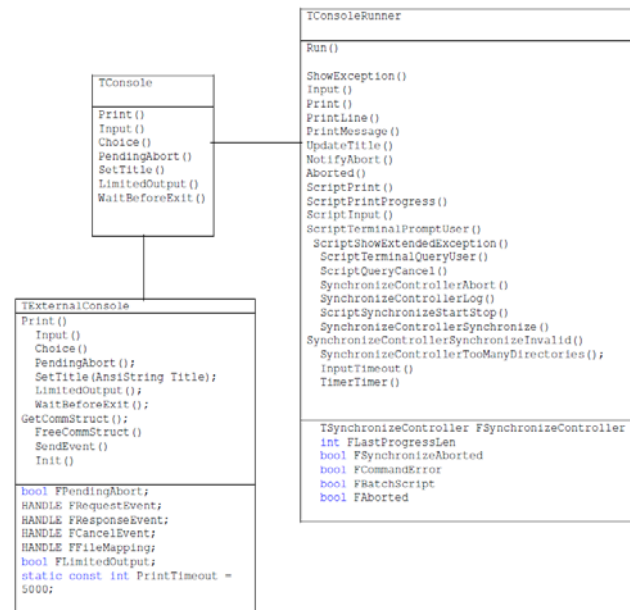 TConsoleRunner
Run()
ShowException()
Input()
Print()
PrintLine()
PrintMessage()
UpdateTitle()
NotifyAbort()
Aborted()
ScriptPrint()
ScriptPrintProgress()
ScriptInput()
ScriptTerminalPromptUser()
ScriptShowExtendedException()
ScriptTerminalQueryUser()
ScriptQueryCancel()
SynchronizeControllerAbort()
SynchronizeControllerLog()
ScriptSynchronizeStartStop()
SynchronizeControllerSynchronize()
SynchronizeControllerSynchronizeInvalid()
SynchronizeControllerTooManyDirectories();
InputTimeout()
TimerTimer()
TSynchronizeController FSynchronizeController
int FLastProgressLen
bool FSynchronizeAborted
bool FCommandError
bool FBatchScript
bool FAborted
TConsole
Print()
Input()
Choice()
PendingAbort()
SetTitle()
LimitedOutput()
WaitBeforeExit()
TExternalConsole
Print()
Input()
Choice()
PendingAbort();
SetTitle(AnsiString Title);
LimitedOutput();
WaitBeforeExit();
GetCommStruct();
FreeCommStruct()
SendEvent()
Init()
bool FPendingAbort;
HANDLE FRequestEvent;
HANDLE FResponseEvent;
HANDLE FCancelEvent;
HANDLE FFileMapping;
bool FLimitedOutput;
static const int PrintTimeout =
5000;